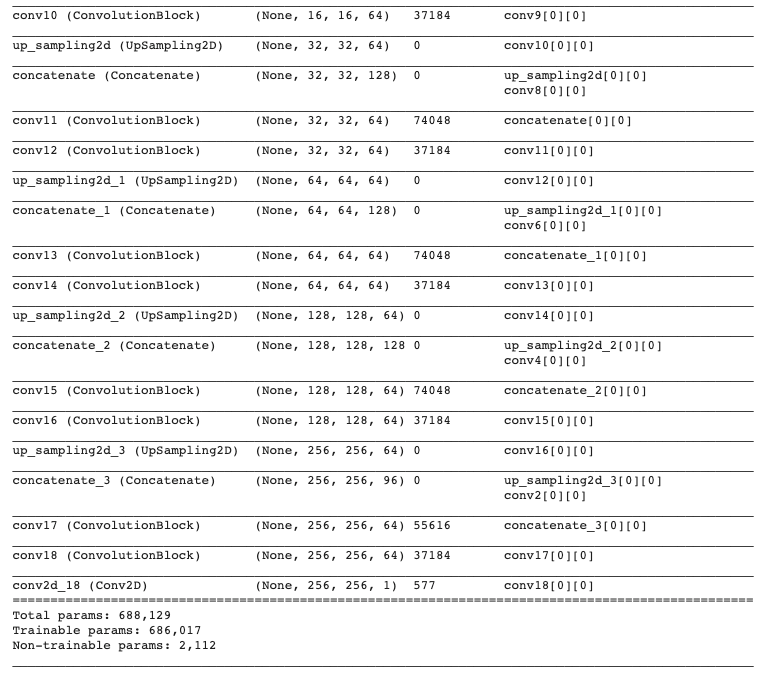 conv10 (ConvolutionBlock) (None, 16, 16, 64) 37184 conv9[0][0]
up_sampling2d (UpSampling2D) (None, 32, 32, 64) 0 conv10[0][0]
concatenate (Concatenate) (None, 32, 32, 128) 0 up_sampling2d[0][0]
conv8[0][0]
conv11 (ConvolutionBlock) (None, 32, 32, 64) 74048 concatenate[0][0]
conv12 (ConvolutionBlock) (None, 32, 32, 64) 37184 conv11[0][0]
up_sampling2d_1 (UpSampling2D) (None, 64, 64, 64) 0 conv12[0][0]
concatenate_1 (Concatenate) (None, 64, 64, 128) 0 up_sampling2d_1[0][0]
conv6[0][0]
conv13 (ConvolutionBlock) (None, 64, 64, 64) 74048 concatenate_1[0][0]
conv14 (ConvolutionBlock) (None, 64, 64, 64) 37184 conv13[0][0]
up_sampling2d_2 (UpSampling2D) (None, 128, 128, 64) 0 conv14[0][0]
concatenate_2 (Concatenate) (None, 128, 128, 128 0 up_sampling2d_2[0][0]
conv4[0][0]
conv15 (ConvolutionBlock) (None, 128, 128, 64) 74048 concatenate_2[0][0]
conv16 (ConvolutionBlock) (None, 128, 128, 64) 37184 conv15[0][0]
up_sampling2d_3 (UpSampling2D) (None, 256, 256, 64) 0 conv16[0][0]
concatenate_3 (Concatenate) (None, 256, 256, 96) 0 up_sampling2d_3[0][0]
conv2[0][0]
conv17 (ConvolutionBlock) (None, 256, 256, 64) 55616 concatenate_3[0][0]
conv18 (ConvolutionBlock) (None, 256, 256, 64) 37184 conv17[0][0]
conv2d_18 (Conv2D) (None, 256, 256, 1) 577 conv18[0][0]
Total params: 688,129
Trainable params: 686,017
Non-trainable params: 2,112